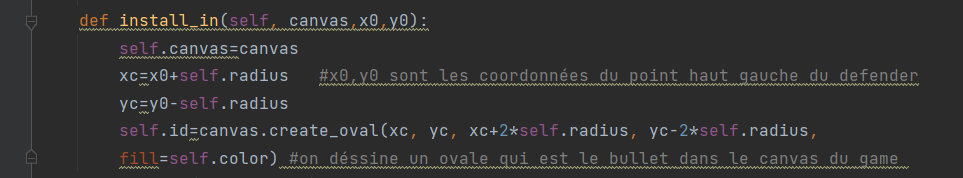 def install_in(self, canvas,x0,y0):
self.canvas=canvas
xc=x0+self.radius   #x0,y0 sont les coordonnées du point haut gauche du defender
yc=y0-self.radius
self.id=canvas.create_oval(xc, yc, xc+2*self.radius, yc-2*self.radius,
fill=self.color) #on déssine un ovale qui est le bullet dans le canvas du game